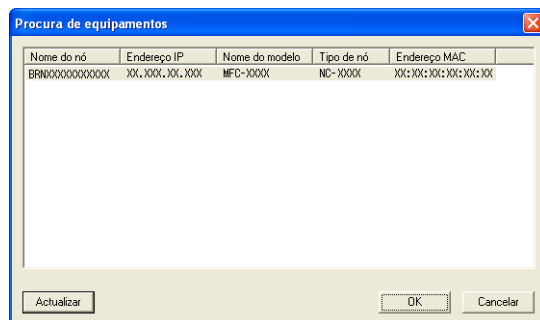 Procura de equipamentos
Nome do nó Endereço IP Nome do modelo Tipo de nó Endereço MAC
BRNXXXXXXXXXXXX XX.XXX.XX.XXX MFC-XXXX NC-XXXX XX:XX:XX:XX:XX:XX
Actualizar OK Cancelar